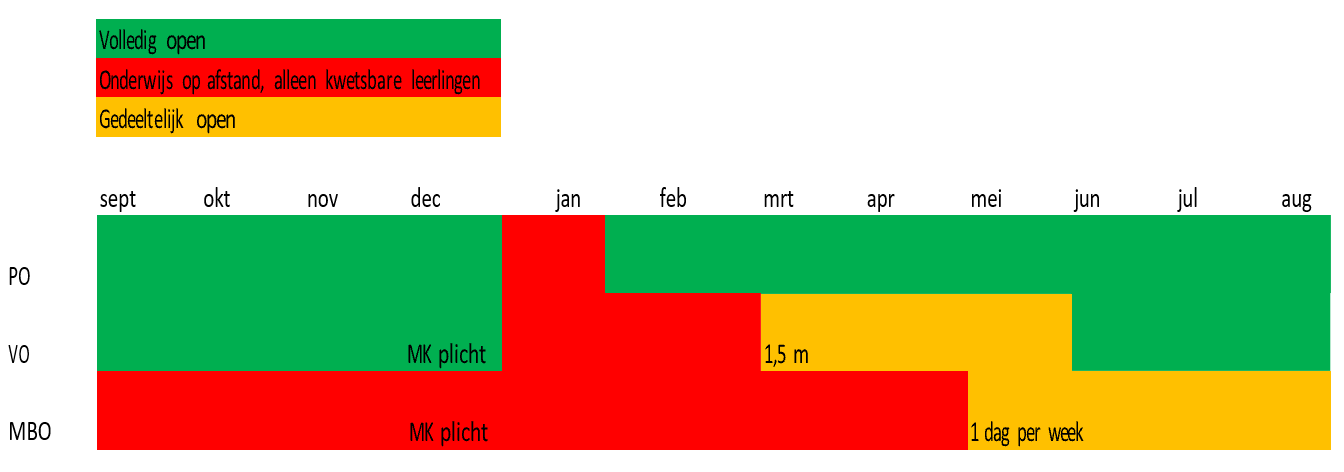 Volledig open
Onderwijs op afstand, alleen kwetsbare leerlingen
Gedeeltelijk open
sept okt nov dec jan feb mrt apr mei jun jul aug
PO
VO MK plicht 1,5 m
MBO MK plicht 1 dag per week